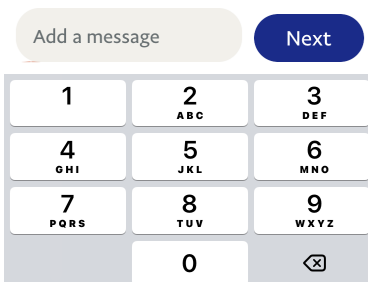 Add a message
Next
1
2
ABC
3
DEF
4
GHI
5
JKL
6
MNO
7
PQRS
8
TUV
9
WXYZ
0